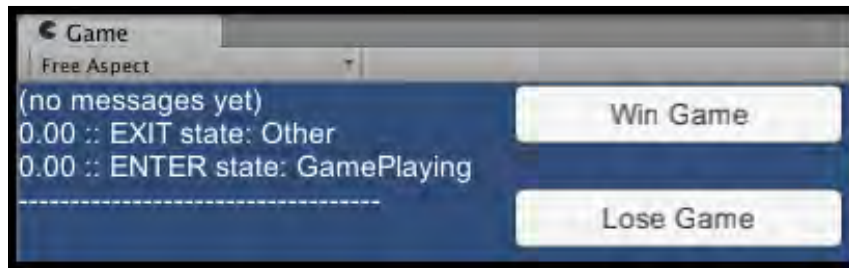 Game
Free Aspect
(no messages yet)
0.00 :: EXIT state: Other
0.00 :: ENTER state: GamePlaying
-----------------------------------
Win Game
Lose Game